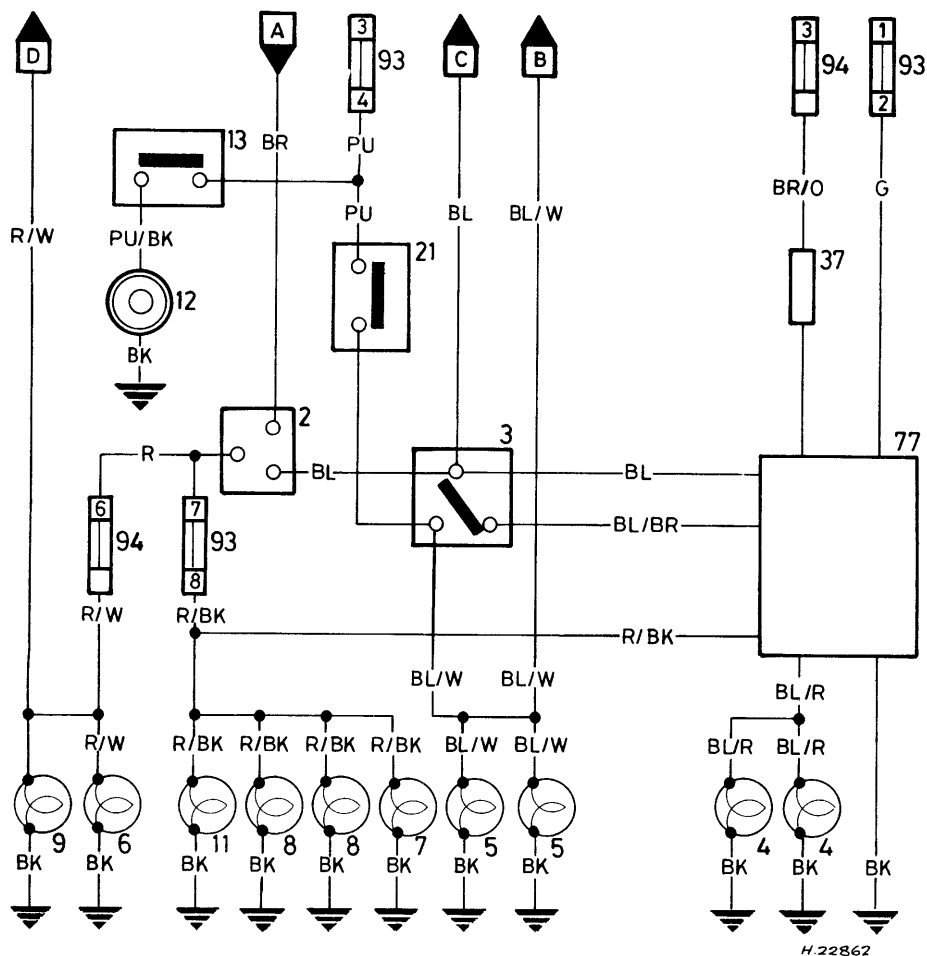 D A 3 93 C B 3 94 1 93
4 2
13 BR PU
BR/O G
R/W PU/BK PU 21 BL BL/W 37
12
BK
2 3 77
R BL BL
6 94 7 93 BL/BR
8
R/W R/BK R/BK
BL/W BL/W BL/R
R/W R/BK R/BK R/BK R/BK BL/W BL/W BL/R BL/R
9 6 11 8 8 7 5 5 4 4
BK BK BK BK BK BK BK BK BK BK BK
H.22862